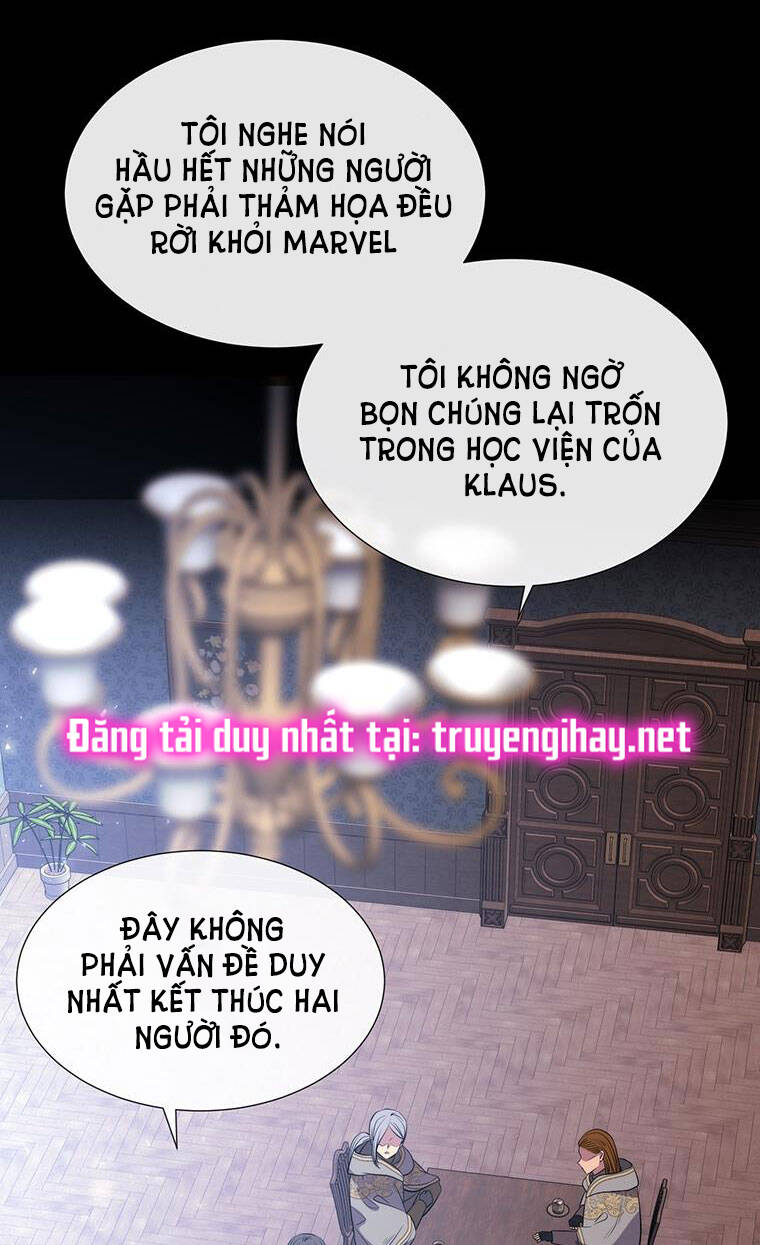 TÔI NGHE NÓI
HẦU HẾT NHỮNG NGƯỜI
GẶP PHẢI THẢM HỌA ĐỀU
RỜI KHỎI MARVEL
TÔI KHÔNG NGỜ
BỌN CHÚNG LẠI TRỐN
TRONG HỌC VIỆN CỦA
KLAUS.
Đăng tải duy nhất tại: truyengihay.net
ĐÂY KHÔNG
PHẢI VẤN ĐỀ DUY
NHẤT KẾT THÚC HAI
NGƯỜI ĐÓ.